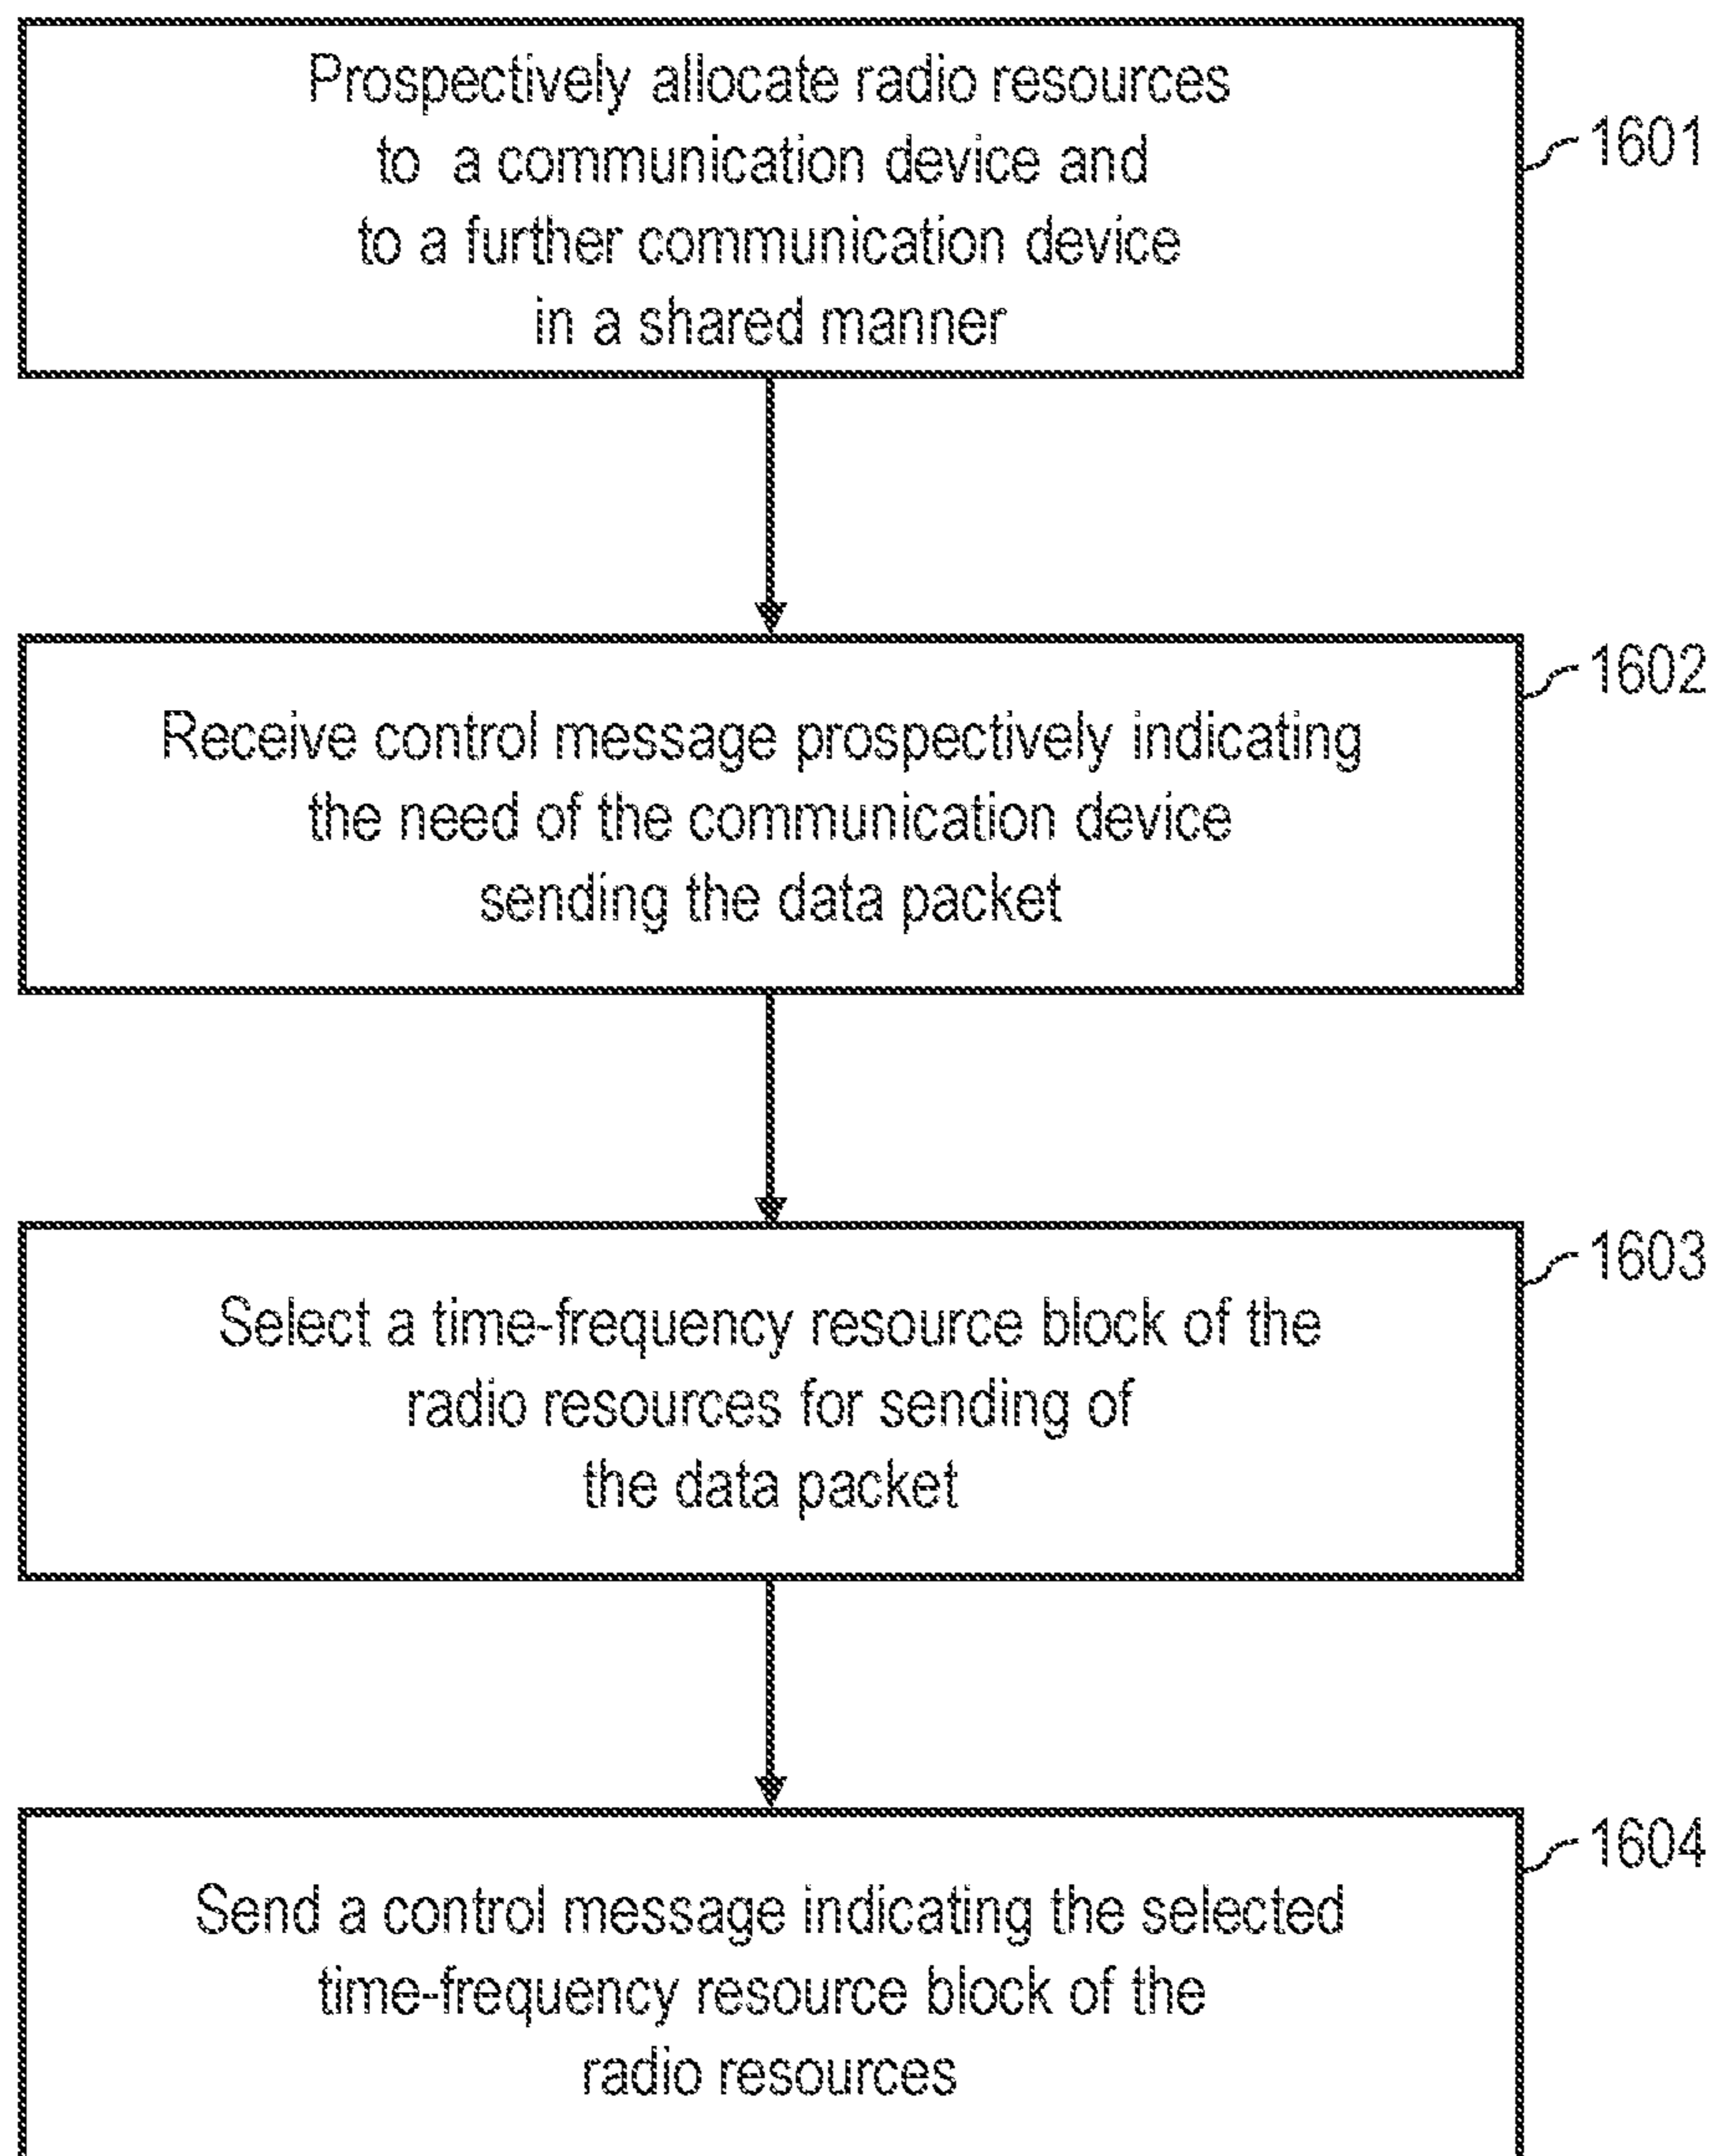 Prospectively allocate radio resources
to a communication device and
to a further communication device
in a shared manner
1601
Receive control message prospectively indicating
the need of the communication device
sending the data packet
1602
Select a time-frequency resource block of the
radio resources for sending of
the data packet
1603
Send a control message indicating the selected
time-frequency resource block of the
radio resources
1604